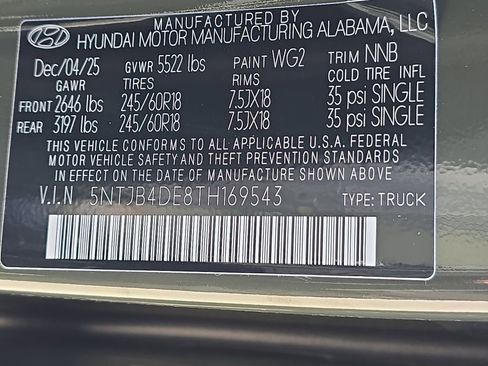 MANUFACTURED BY
HYUNDAI MOTOR MANUFACTURING ALABAMA, LLC
Dec/04/25 GVWR 5522 lbs PAINT WG2 TRIM NNB
GAWR TIRES RIMS COLD TIRE INFL
FRONT 2646 lbs 245/60R18 7.5JX18 35 psi SINGLE
REAR 3197 lbs 245/60R18 7.5JX18 35 psi SINGLE
THIS VEHICLE CONFORMS TO ALL APPLICABLE U.S.A. FEDERAL
MOTOR VEHICLE SAFETY AND THEFT PREVENTION STANDARDS
IN EFFECT ON THE DATE OF MANUFACTURE SHOWN ABOVE.
V.I.N 5NTJB4DE8TH169543 TYPE: TRUCK